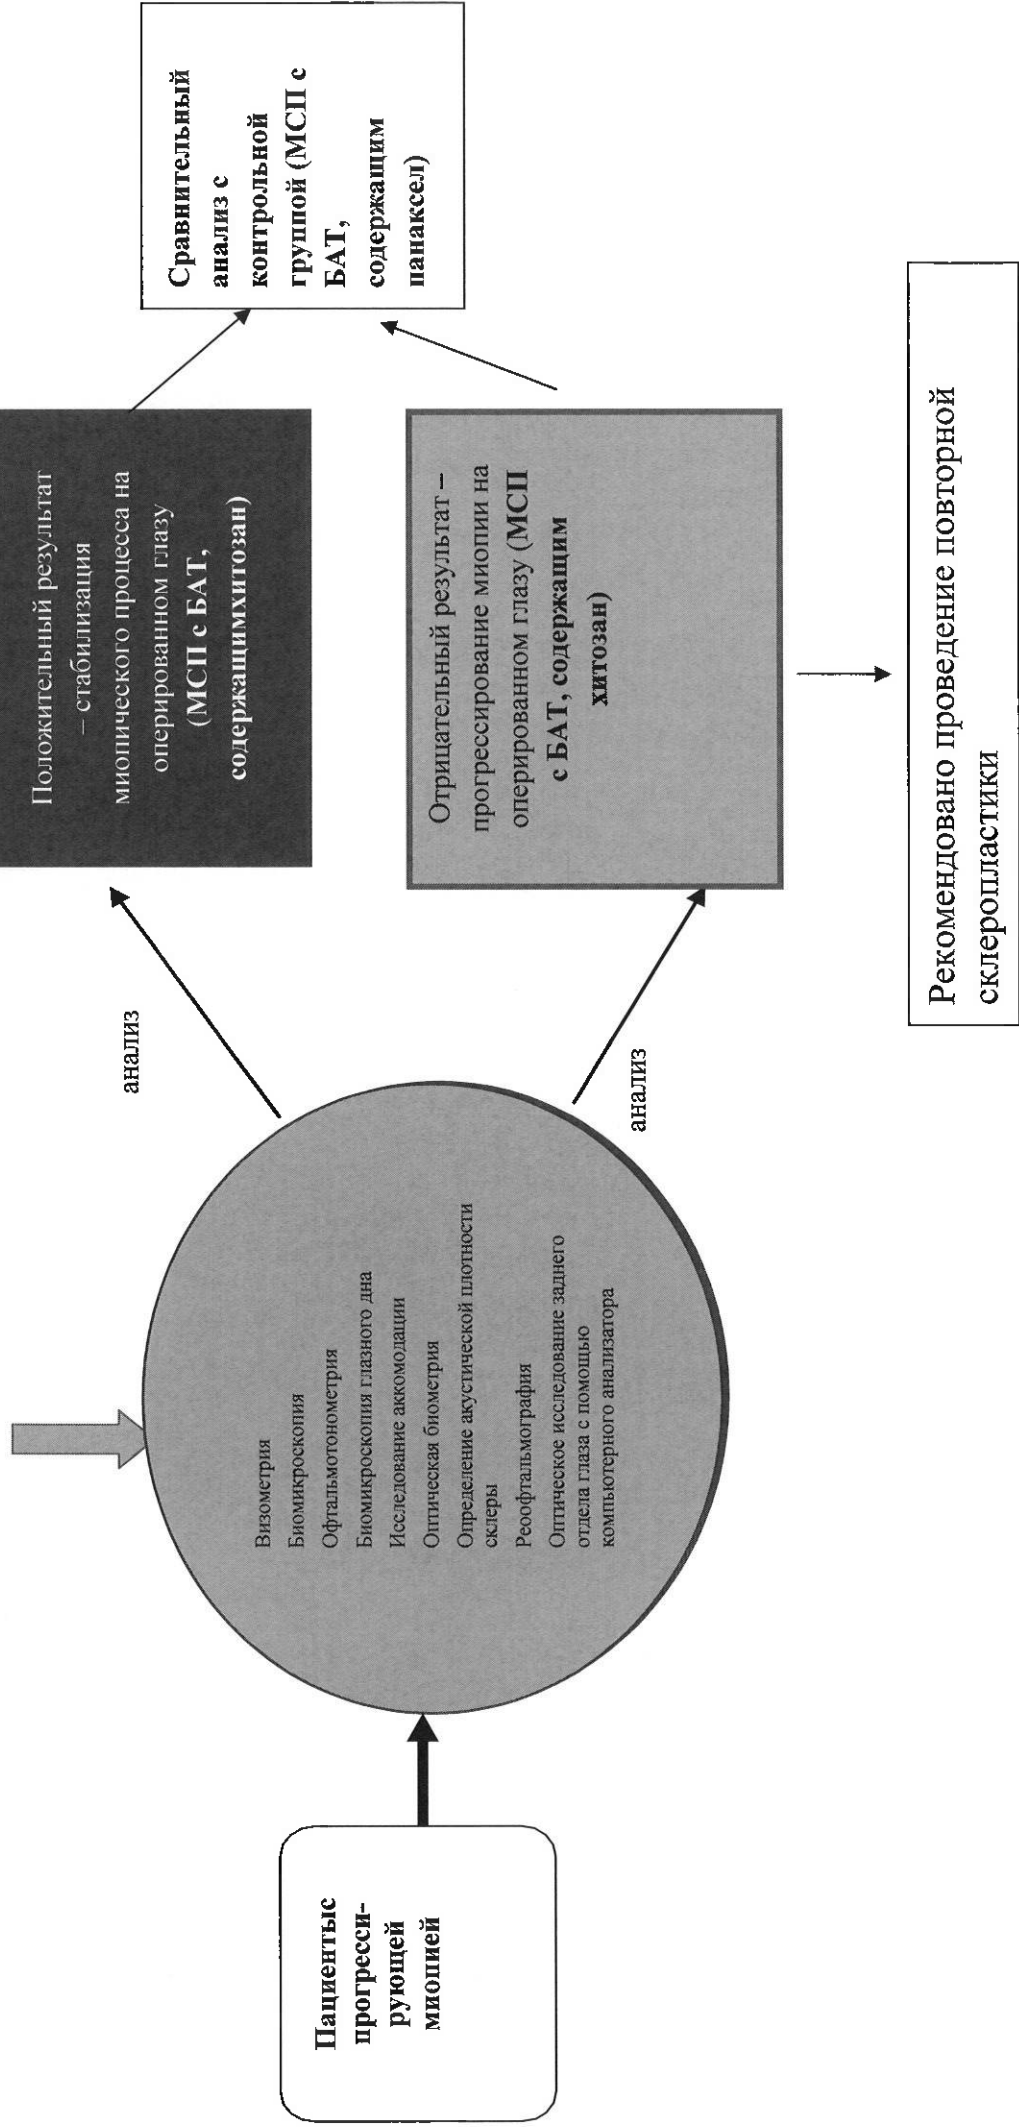 Пациентыс
прогресси-
рующей
миопией
Визометрия
Биомикроскопия
Офтальмотонометрия
Биомикроскопия глазного дна
Исследование аккомодации
Оптическая биометрия
Определение акустической плотности
склеры
Реоофтальмография
Оптическое исследование заднего
отдела глаза с помощью
компьютерного анализатора
анализ
анализ
Положительный результат
– стабилизация
миопического процесса на
оперированном глазу
(МСП с БАТ,
содержащимхитозан)
Отрицательный результат –
прогрессирование миопии на
оперированном глазу (МСП
с БАТ, содержащим
хитозан)
Сравнительный
анализ с
контрольной
группой (МСП с
БАТ,
содержащим
панаксел)
Рекомендовано проведение повторной
склеропластики